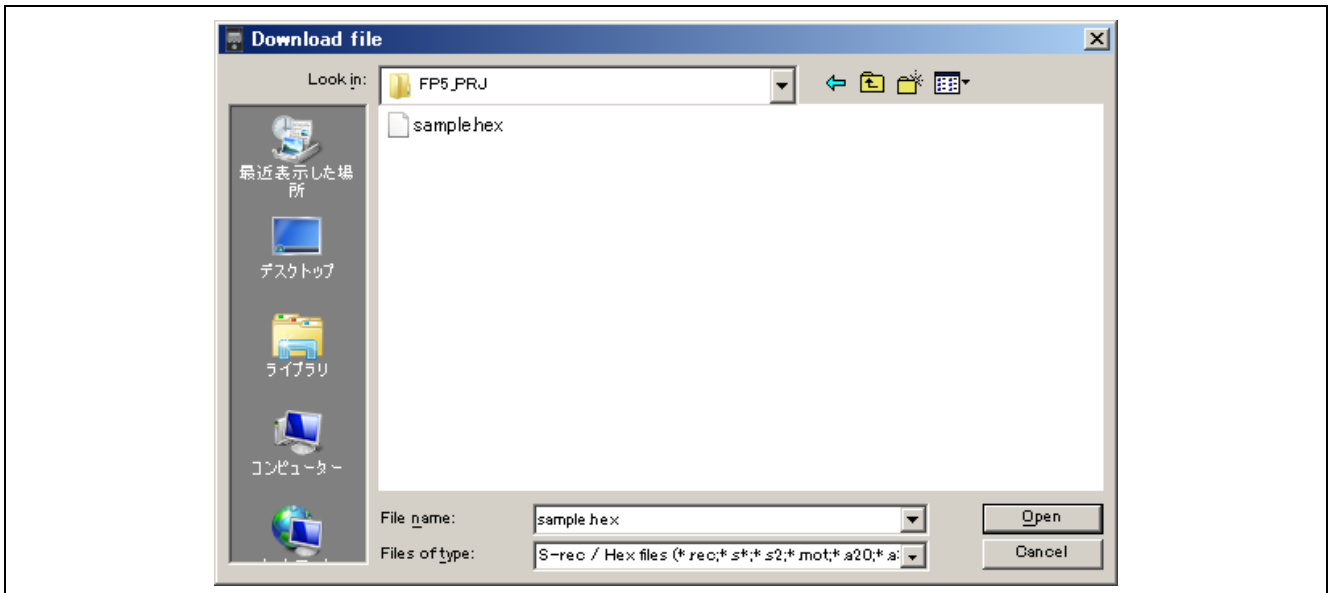 Download file
Look in:
FP5_PRJ
sample.hex
最近表示した場
所
デスクトップ
ライブラリ
コンピューター
File name:
sample.hex
Open
Files of type:
S-rec / Hex files (*.rec;*.s*;*.s2;*.mot;*.a20;*.a
Cancel